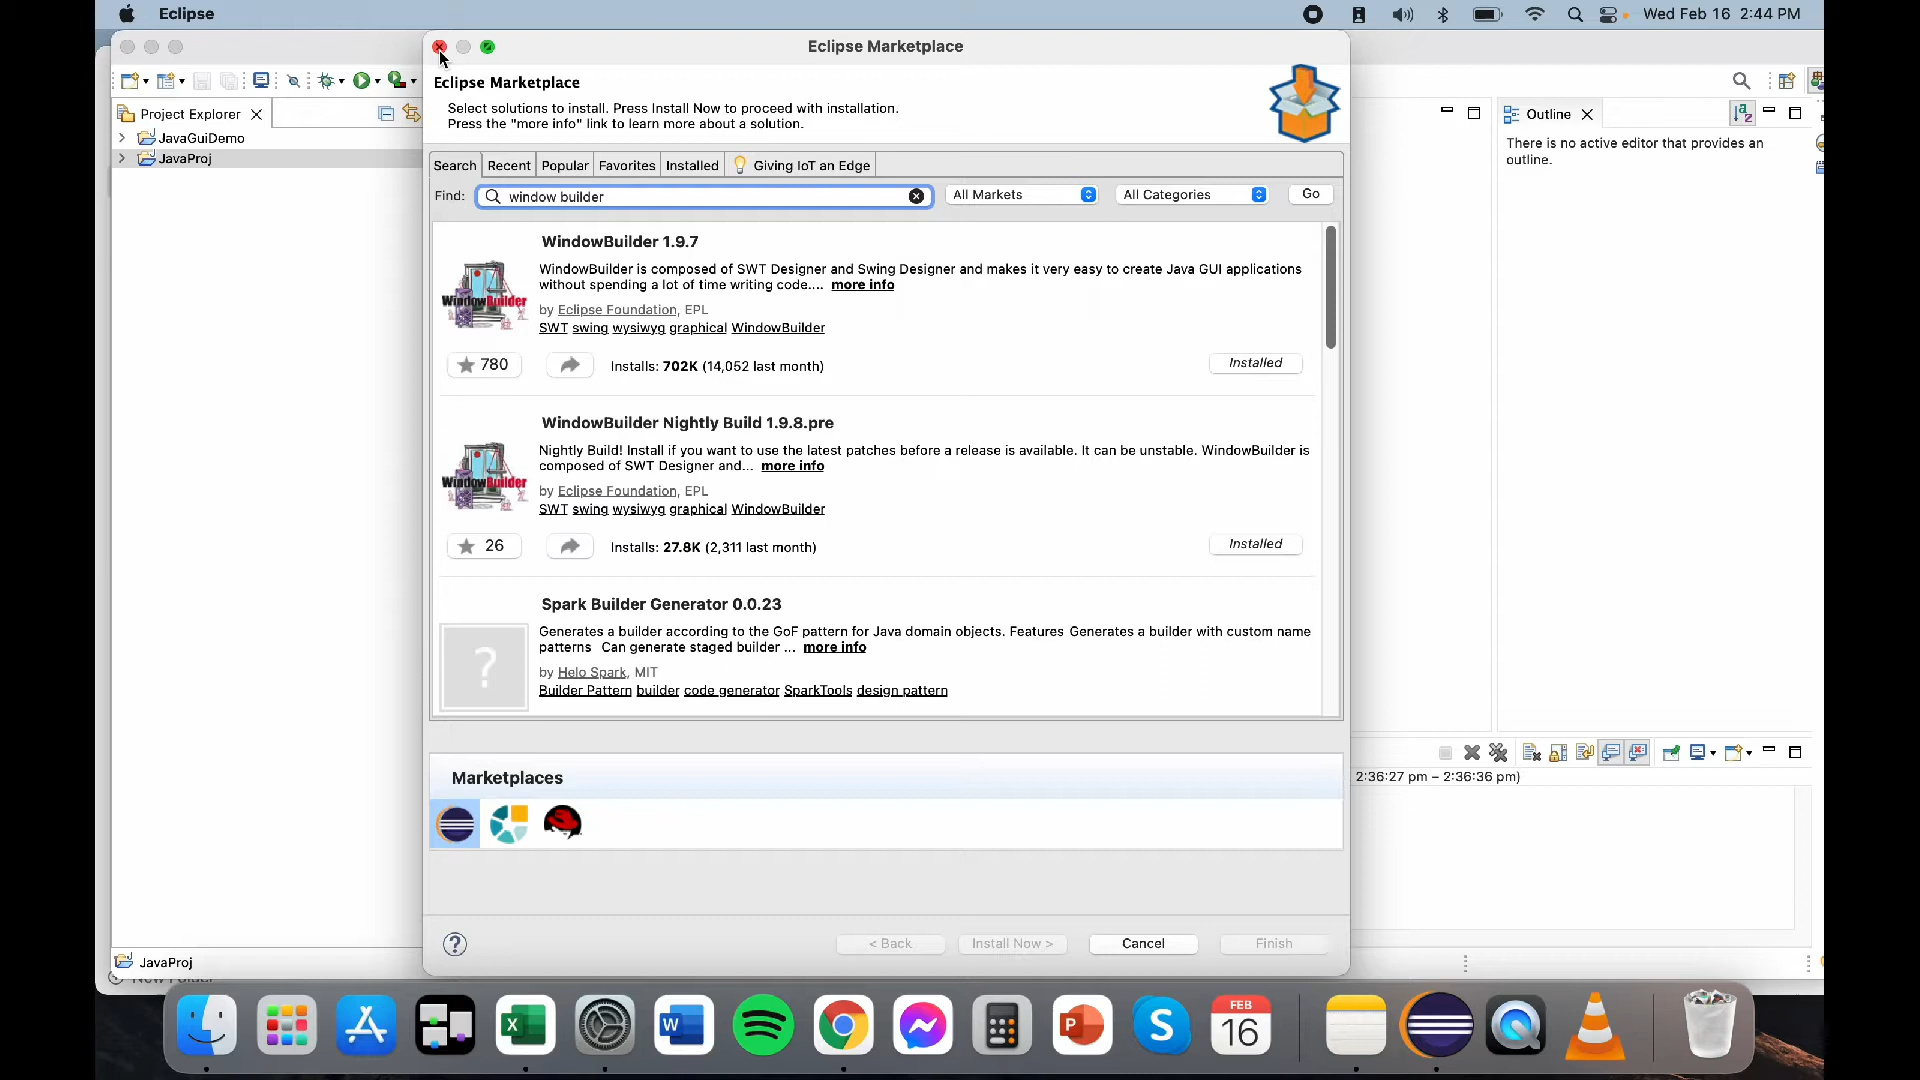 Eclipse
Wed Feb 16 2:44 PM
Eclipse Marketplace
Eclipse Marketplace
Select solutions to install. Press Install Now to proceed with installation.
Press the "more info" link to learn more about a solution.
Project Explorer
JavaGuiDemo
JavaProj
Outline
There is no active editor that provides an
outline.
Search Recent Popular Favorites Installed Giving IoT an Edge
Find: window builder All Markets All Categories Go
WindowBuilder 1.9.7
WindowBuilder is composed of SWT Designer and Swing Designer and makes it very easy to create Java GUI applications
without spending a lot of time writing code.... more info
by Eclipse Foundation, EPL
SWT swing wysiwyg graphical WindowBuilder
780 Installs: 702K (14,052 last month) Installed
WindowBuilder
WindowBuilder Nightly Build 1.9.8.pre
Nightly Build! Install if you want to use the latest patches before a release is available. It can be unstable. WindowBuilder is
composed of SWT Designer and... more info
by Eclipse Foundation, EPL
SWT swing wysiwyg graphical WindowBuilder
26 Installs: 27.8K (2,311 last month) Installed
WindowBuilder
Spark Builder Generator 0.0.23
Generates a builder according to the GoF pattern for Java domain objects. Features Generates a builder with custom name
patterns Can generate staged builder ... more info
by Helo Spark, MIT
Builder Pattern builder code generator SparkTools design pattern
?
Marketplaces
2:36:27 pm – 2:36:36 pm)
? < Back Install Now > Cancel Finish
JavaProj
New Folder
X
W
P
S
FEB
16